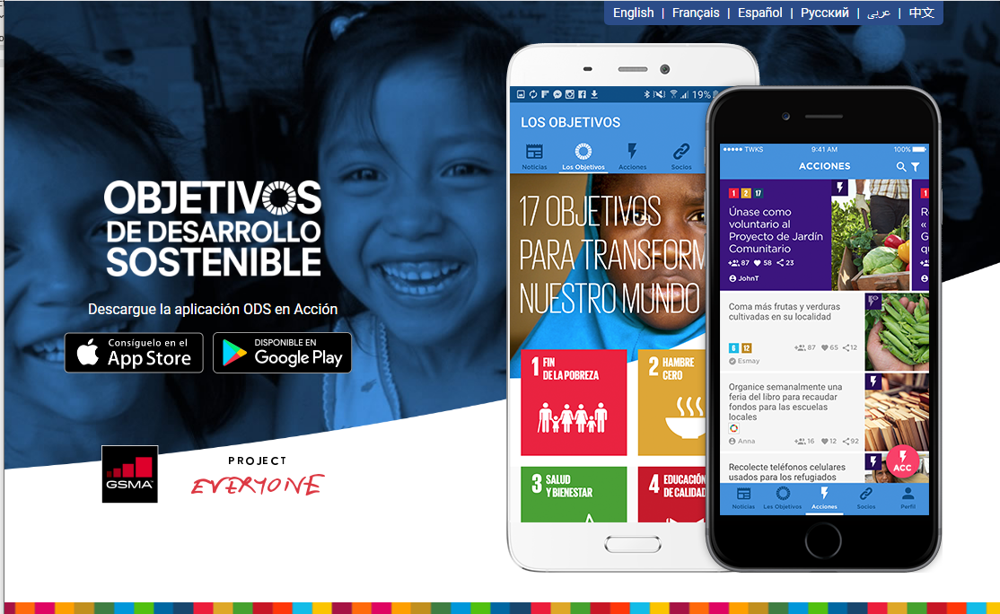 English | Français | Español | Русский | عربي | 中文
OBJETIVOS
DE DESARROLLO
SOSTENIBLE
Descargue la aplicación ODS en Acción
Consíguelo en el
App Store
DISPONIBLE EN
Google Play
GSMA
PROJECT
EVERYONE
19%
LOS OBJETIVOS
Noticias Los Objetivos Acciones Socios
17 OBJETIVOS
PARA TRANSFORM
NUESTRO MUNDO
1 FIN
DE LA POBREZA
2 HAMBRE
CERO
3 SALUD
Y BIENESTAR
4 EDUCACIÓN
DE CALIDAD
TWKS 9:41 AM 100%
ACCIONES
1 2 17
Únase como
voluntario al
Proyecto de Jardín
Comunitario
87 58 23
JohnT
1
R
«
G
q
Coma más frutas y verduras
cultivadas en su localidad
6 12
87 65 12
Esmay
Organice semanalmente una
feria del libro para recaudar
fondos para las escuelas
locales
Anna
16 12 92
Recolecte teléfonos celulares
usados para los refugiados
ACC
Noticias Los Objetivos Acciones Socios Perfil